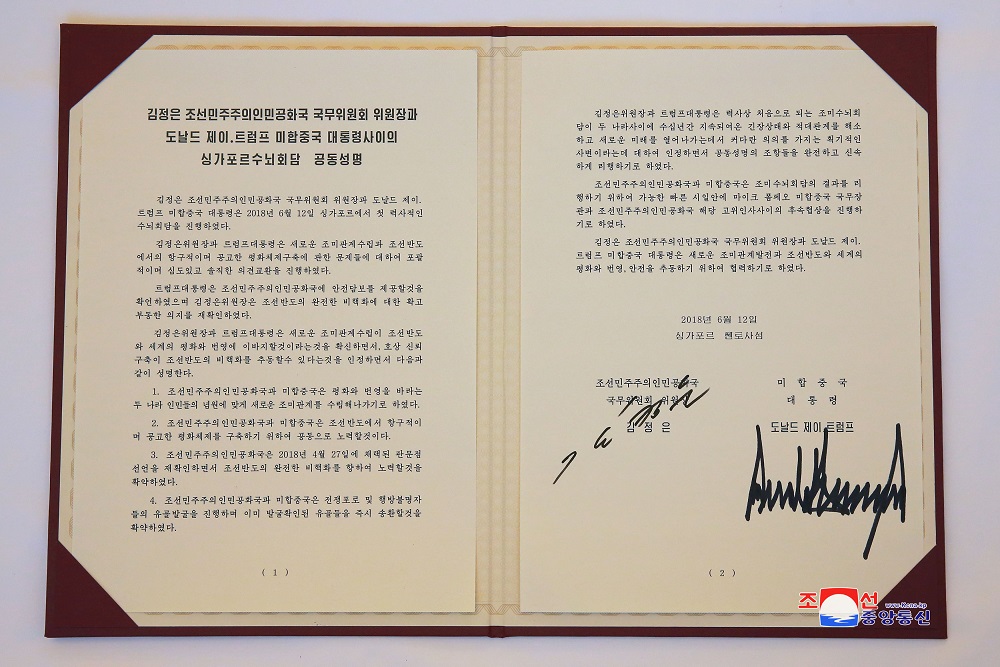 김정은 조선민주주의인민공화국 국무위원회 위원장과
도날드 제이.트럼프 미합중국 대통령사이의
싱가포르수뇌회담 공동성명
김정은 조선민주주의인민공화국 국무위원회 위원장과 도날드 제이.
트럼프 미합중국 대통령은 2018년 6월 12일 싱가포르에서 첫 력사적인
수뇌회담을 진행하였다.
김정은위원장과 트럼프대통령은 새로운 조미관계수립과 조선반도
에서의 항구적이며 공고한 평화체제구축에 관한 문제들에 대하여 포괄
적이며 심도있고 솔직한 의견교환을 진행하였다.
트럼프대통령은 조선민주주의인민공화국에 안전담보를 제공할것을
확언하였으며 김정은위원장은 조선반도의 완전한 비핵화에 대한 확고
부동한 의지를 재확인하였다.
김정은위원장과 트럼프대통령은 새로운 조미관계수립이 조선반도
와 세계의 평화와 번영에 이바지할것이라는것을 확신하면서, 호상 신뢰
구축이 조선반도의 비핵화를 추동할수 있다는것을 인정하면서 다음과
같이 성명한다.
1. 조선민주주의인민공화국과 미합중국은 평화와 번영을 바라는
두 나라 인민들의 념원에 맞게 새로운 조미관계를 수립해나가기로 하였다.
2. 조선민주주의인민공화국과 미합중국은 조선반도에서 항구적이
며 공고한 평화체제를 구축하기 위하여 공동으로 노력할것이다.
3. 조선민주주의인민공화국은 2018년 4월 27일에 채택된 판문점
선언을 재확인하면서 조선반도의 완전한 비핵화를 향하여 노력할것을
확약하였다.
4. 조선민주주의인민공화국과 미합중국은 전쟁포로 및 행방불명자
들의 유골발굴을 진행하며 이미 발굴확인된 유골들을 즉시 송환할것을
확약하였다.
( 1 )
김정은위원장과 트럼프대통령은 력사상 처음으로 되는 조미수뇌회
담이 두 나라사이에 수십년간 지속되여온 긴장상태와 적대관계를 해소
하고 새로운 미래를 열어나가는데서 커다란 의의를 가지는 획기적인
사변이라는데 대하여 인정하면서 공동성명의 조항들을 완전하고 신속
하게 리행하기로 하였다.
조선민주주의인민공화국과 미합중국은 조미수뇌회담의 결과를 리
행하기 위하여 가능한 빠른 시일안에 마이크 폼페오 미합중국 국무장
관과 조선민주주의인민공화국 해당 고위인사사이의 후속협상을 진행하
기로 하였다.
김정은 조선민주주의인민공화국 국무위원회 위원장과 도날드 제이.
트럼프 미합중국 대통령은 새로운 조미관계발전과 조선반도와 세계의
평화와 번영, 안전을 추동하기 위하여 협력하기로 하였다.
2018년 6월 12일
싱가포르 쎈토사섬
조선민주주의인민공화국
국무위원회 위원장
김 정 은
미 합 중 국
대 통 령
도날드 제이.트럼프
( 2 )
조선
www.kcna.kp
중앙통신